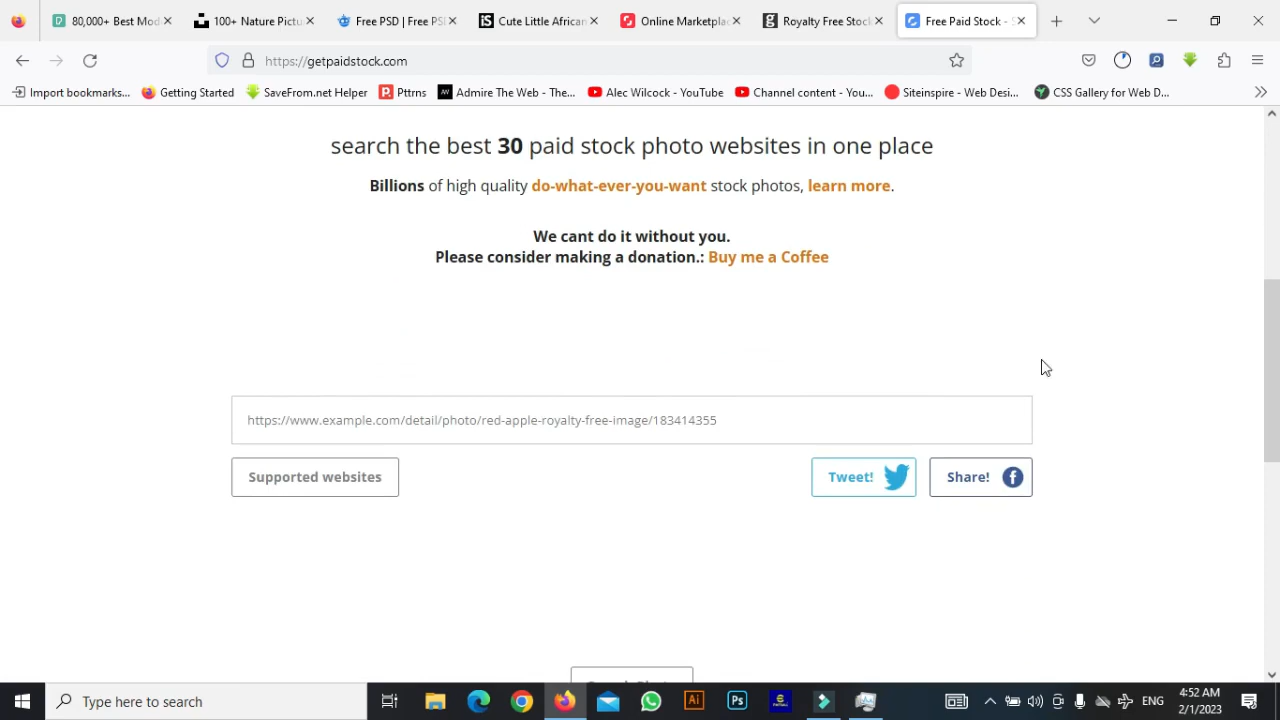 80,000+ Best Mod
100+ Nature Pictu
Free PSD | Free PS
Cute Little African
Online Marketplac
Royalty Free Stock
Free Paid Stock - S
https://getpaidstock.com
Import bookmarks...
Getting Started
SaveFrom.net Helper
Pttrns
Admire The Web - The...
Alec Wilcock - YouTube
Channel content - You...
Siteinspire - Web Desi...
CSS Gallery for Web D...
search the best 30 paid stock photo websites in one place
Billions of high quality do-what-ever-you-want stock photos, learn more.
We cant do it without you.
Please consider making a donation.: Buy me a Coffee
https://www.example.com/detail/photo/red-apple-royalty-free-image/183414355
Supported websites
Tweet!
Share!
Type here to search
ENG
4:52 AM
2/1/2023